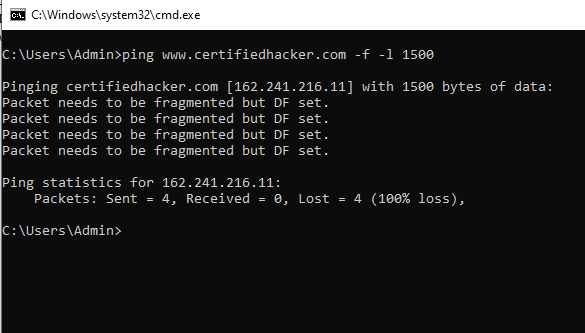 C:\Windows\system32\cmd.exe
C:\Users\Admin>ping www.certifiedhacker.com -f -l 1500
Pinging certifiedhacker.com [162.241.216.11] with 1500 bytes of data:
Packet needs to be fragmented but DF set.
Packet needs to be fragmented but DF set.
Packet needs to be fragmented but DF set.
Packet needs to be fragmented but DF set.
Ping statistics for 162.241.216.11:
    Packets: Sent = 4, Received = 0, Lost = 4 (100% loss),
C:\Users\Admin>